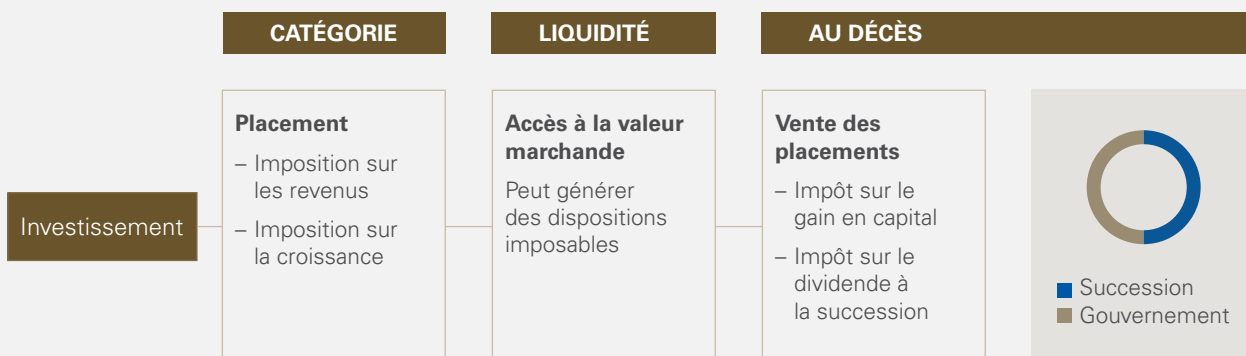 CATÉGORIE
LIQUIDITÉ
AU DÉCÈS
Investissement
Placement
– Imposition sur
les revenus
– Imposition sur
la croissance
Accès à la valeur
marchande
Peut générer
des dispositions
imposables
Vente des
placements
– Impôt sur le
gain en capital
– Impôt sur le
dividende à
la succession
Succession
Gouvernement